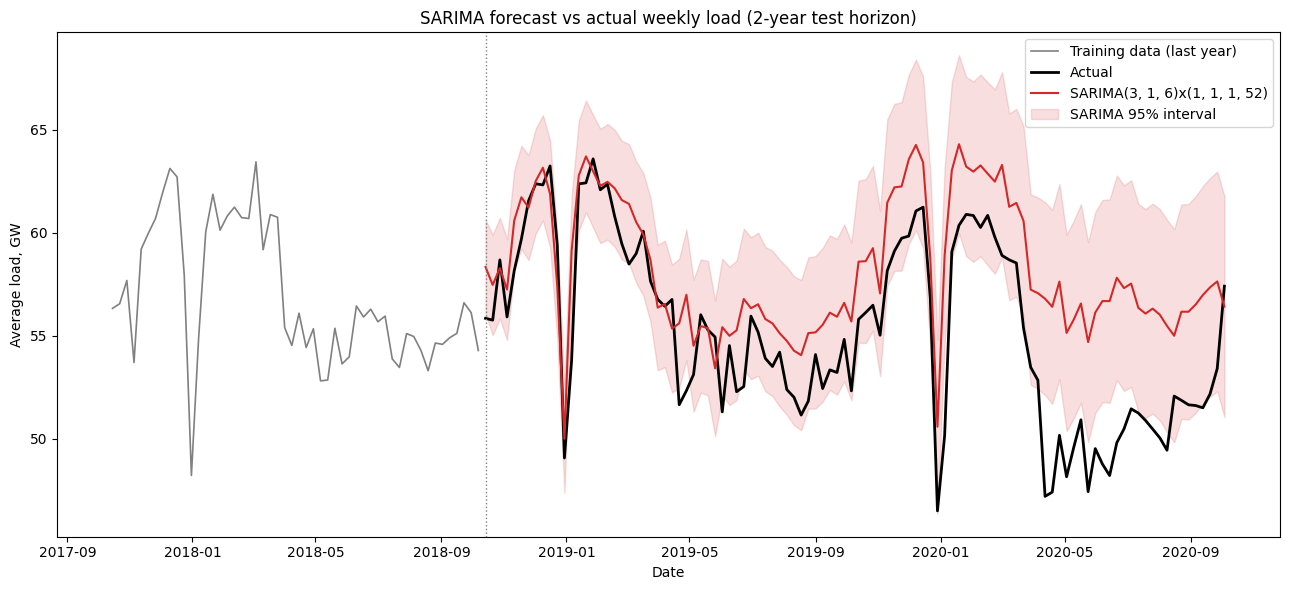 SARIMA forecast vs actual weekly load (2-year test horizon)
Training data (last year)
Actual
SARIMA(3, 1, 6)x(1, 1, 1, 52)
SARIMA 95% interval
Average load, GW
65
60
55
50
2017-09
2018-01
2018-05
2018-09
2019-01
2019-05
2019-09
2020-01
2020-05
2020-09
Date